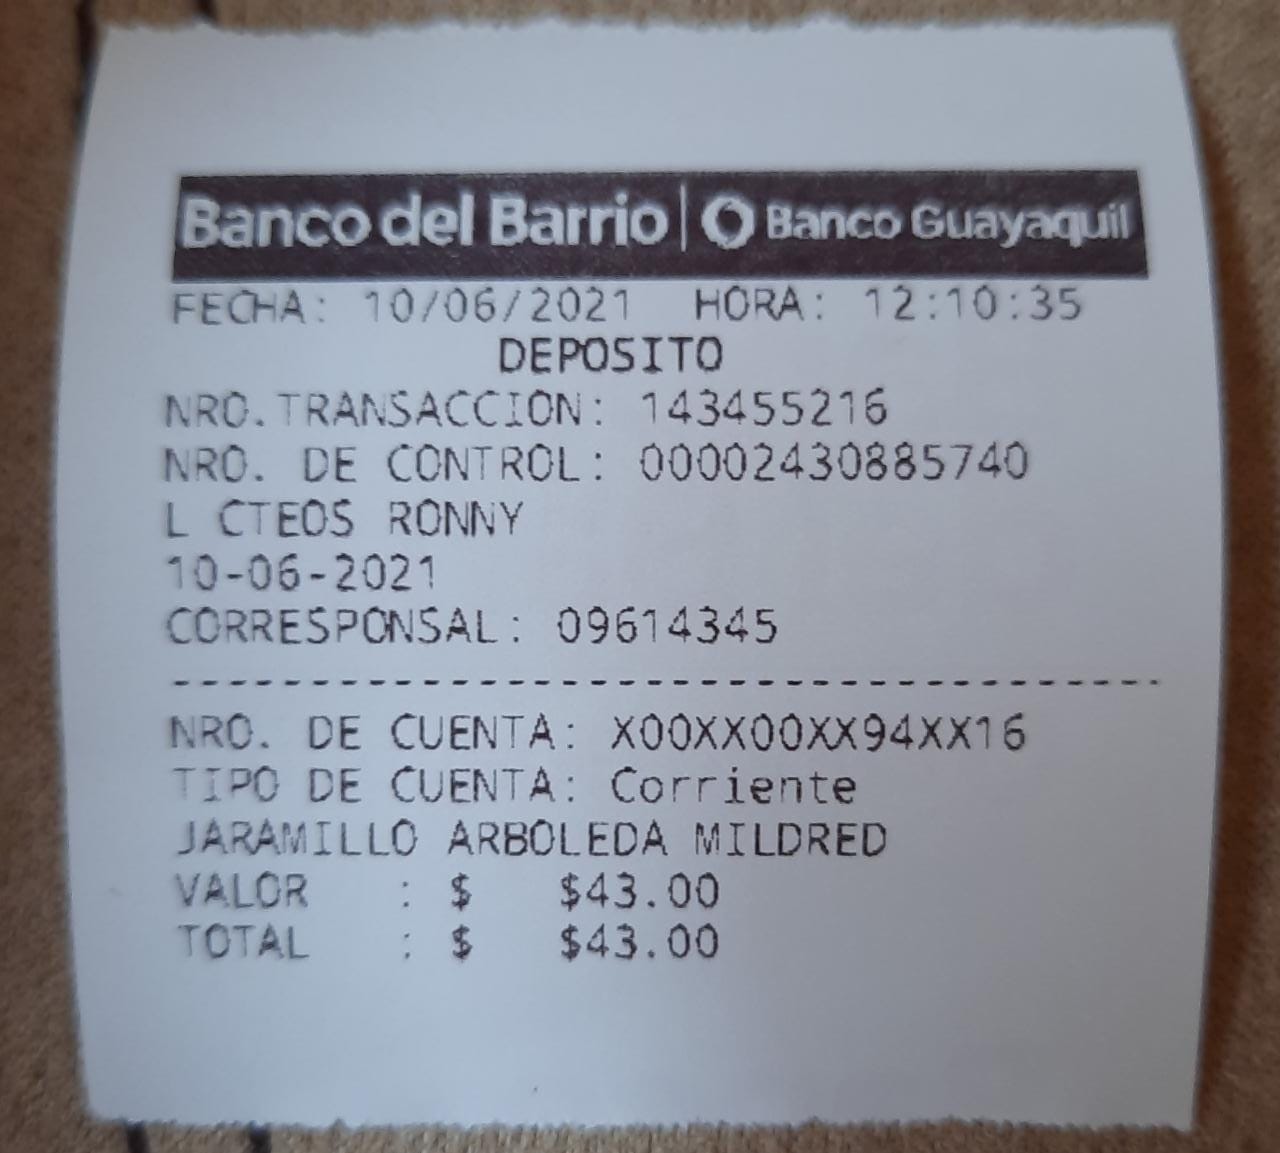 Banco del Barrio | Banco Guayaquil
FECHA: 10/06/2021 HORA: 12:10:35
DEPOSITO
NRO.TRANSACCION: 143455216
NRO. DE CONTROL: 00002430885740
L CTEOS RONNY
10-06-2021
CORRESPONSAL: 09614345
------------------------------------
NRO. DE CUENTA: X00XX00XX94XX16
TIPO DE CUENTA: Corriente
JARAMILLO ARBOLEDA MILDRED
VALOR : $ $43.00
TOTAL : $ $43.00